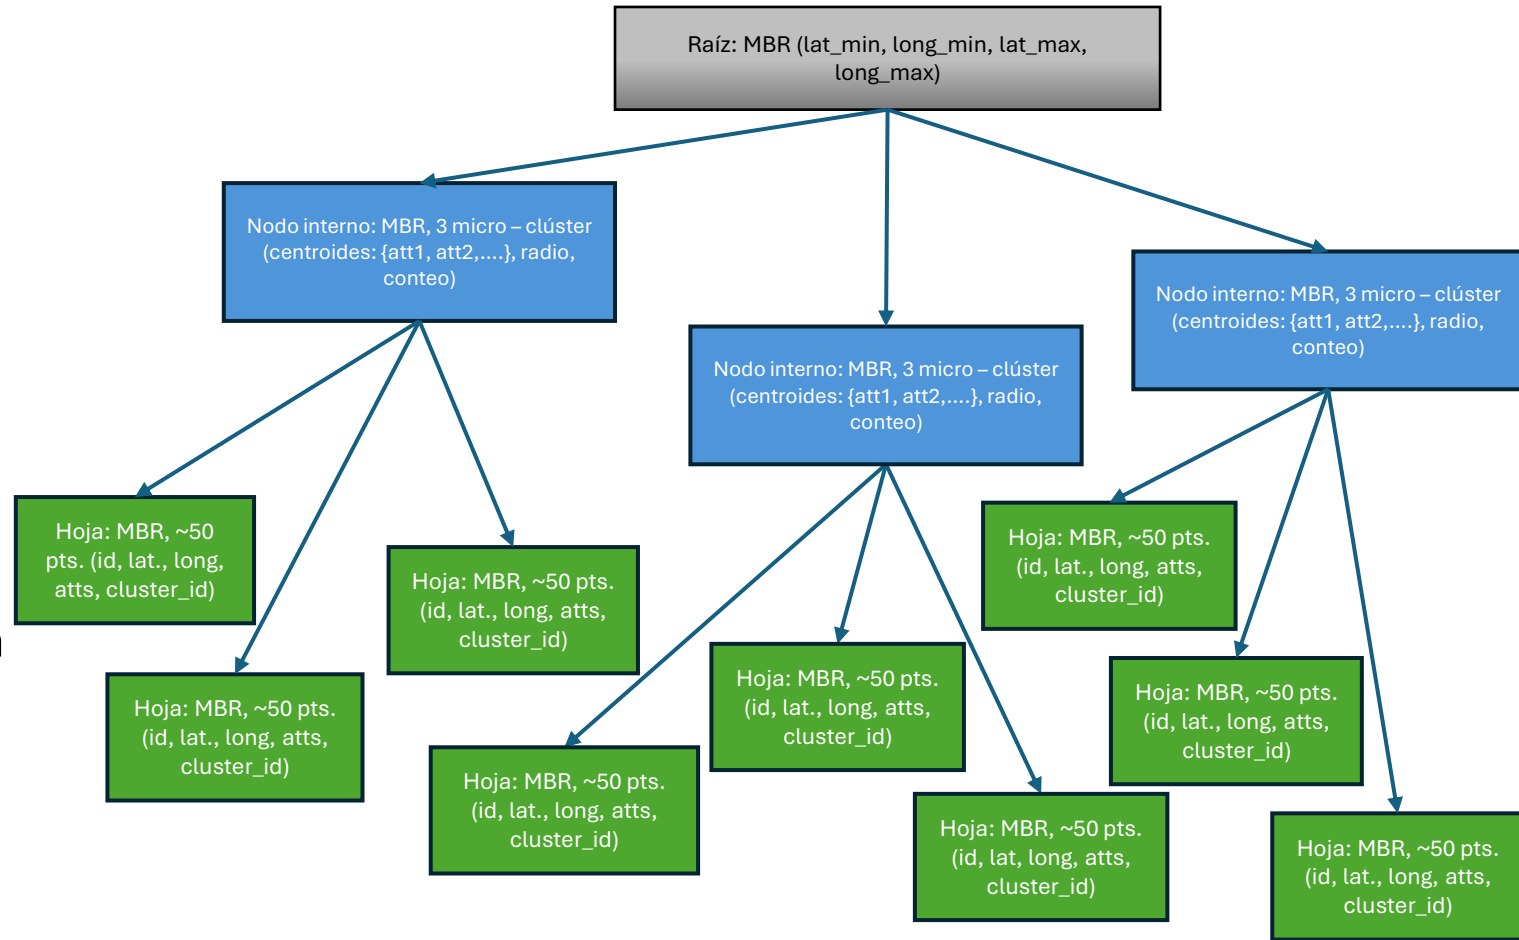 Raíz: MBR (lat_min, long_min, lat_max,
long_max)
Nodo interno: MBR, 3 micro – clúster
(centroides: {att1, att2,....}, radio,
conteo)
Nodo interno: MBR, 3 micro – clúster
(centroides: {att1, att2,....}, radio,
conteo)
Nodo interno: MBR, 3 micro – clúster
(centroides: {att1, att2,....}, radio,
conteo)
Hoja: MBR, ~50
pts. (id, lat., long,
atts, cluster_id)
Hoja: MBR, ~50 pts.
(id, lat., long, atts,
cluster_id)
Hoja: MBR, ~50 pts.
(id, lat., long, atts,
cluster_id)
Hoja: MBR, ~50 pts.
(id, lat., long, atts,
cluster_id)
Hoja: MBR, ~50 pts.
(id, lat., long, atts,
cluster_id)
Hoja: MBR, ~50 pts.
(id, lat, long, atts,
cluster_id)
Hoja: MBR, ~50 pts.
(id, lat., long, atts,
cluster_id)
Hoja: MBR, ~50 pts.
(id, lat., long, atts,
cluster_id)
Hoja: MBR, ~50 pts.
(id, lat., long, atts,
cluster_id)